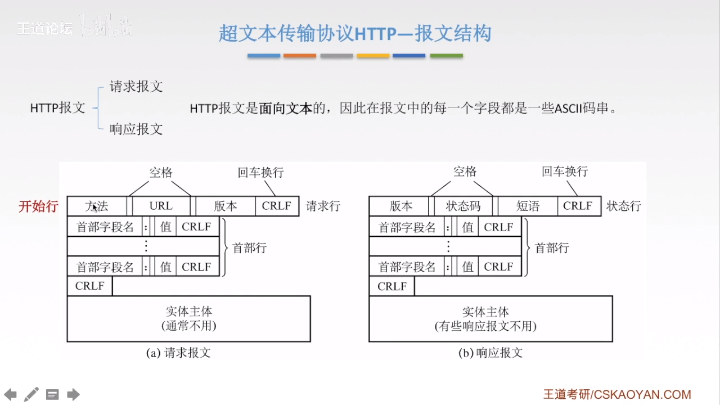 王道论坛
超文本传输协议HTTP—报文结构
请求报文
HTTP报文
响应报文
HTTP报文是面向文本的，因此在报文中的每一个字段都是一些ASCII码串。
空格
回车换行
开始行
方法 URL 版本 CRLF 请求行
首部字段名 : 值 CRLF
⋮
首部行
首部字段名 : 值 CRLF
CRLF
实体主体
(通常不用)
(a) 请求报文
空格
回车换行
版本 状态码 短语 CRLF 状态行
首部字段名 : 值 CRLF
⋮
首部行
首部字段名 : 值 CRLF
CRLF
实体主体
(有些响应报文不用)
(b) 响应报文
王道考研/CSKAOYAN.COM